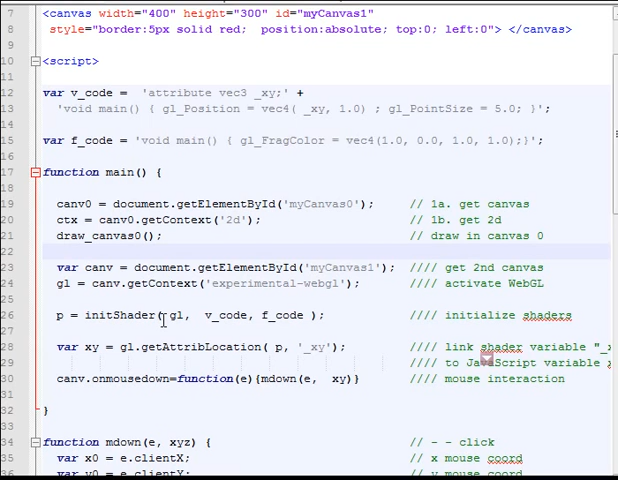 7 <canvas width="400" height="300" id="myCanvas1"
8 style="border:5px solid red; position:absolute; top:0; left:0"> </canvas>
9
10 <script>
11
12 var v_code = 'attribute vec3 _xy;' +
13 'void main() { gl_Position = vec4( _xy, 1.0) ; gl_PointSize = 5.0; }';
14
15 var f_code = 'void main() { gl_FragColor = vec4(1.0, 0.0, 1.0, 1.0);}';
16
17 function main() {
18
19 canv0 = document.getElementById('myCanvas0'); // 1a. get canvas
20 ctx = canv0.getContext('2d'); // 1b. get 2d
21 draw_canvas0(); // draw in canvas 0
22
23 var canv = document.getElementById('myCanvas1'); //// get 2nd canvas
24 gl = canv.getContext('experimental-webgl'); //// activate WebGL
25
26 p = initShader( gl, v_code, f_code ); //// initialize shaders
27
28 var xy = gl.getAttribLocation( p, '_xy'); //// link shader variable "_x
29 //// to JavaScript variable x
30 canv.onmousedown=function(e){mdown(e, xy)} //// mouse interaction
31
32 }
33
34 function mdown(e, xyz) { // - - click
35 var x0 = e.clientX; // x mouse coord
36 var y0 = e.clientY; // y mouse coord